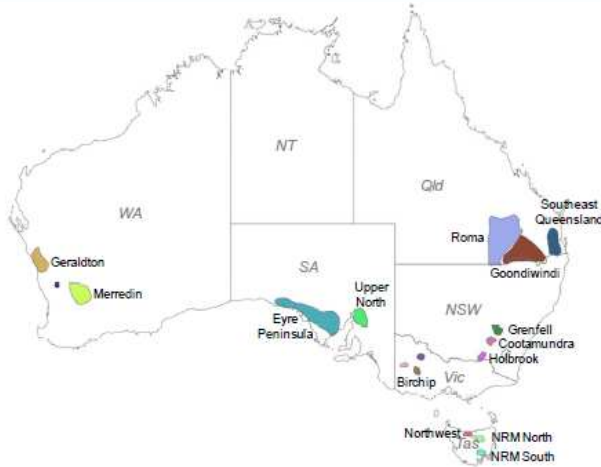 NT
Qld
WA
Southeast
Queensland
Roma
Geraldton
SA
Goondiwindi
Merredin
Upper
North
NSW
Eyre
Peninsula
Grenfell
Cootamundra
Holbrook
Birchip
Vic
Northwest
NRM North
Tas
NRM South